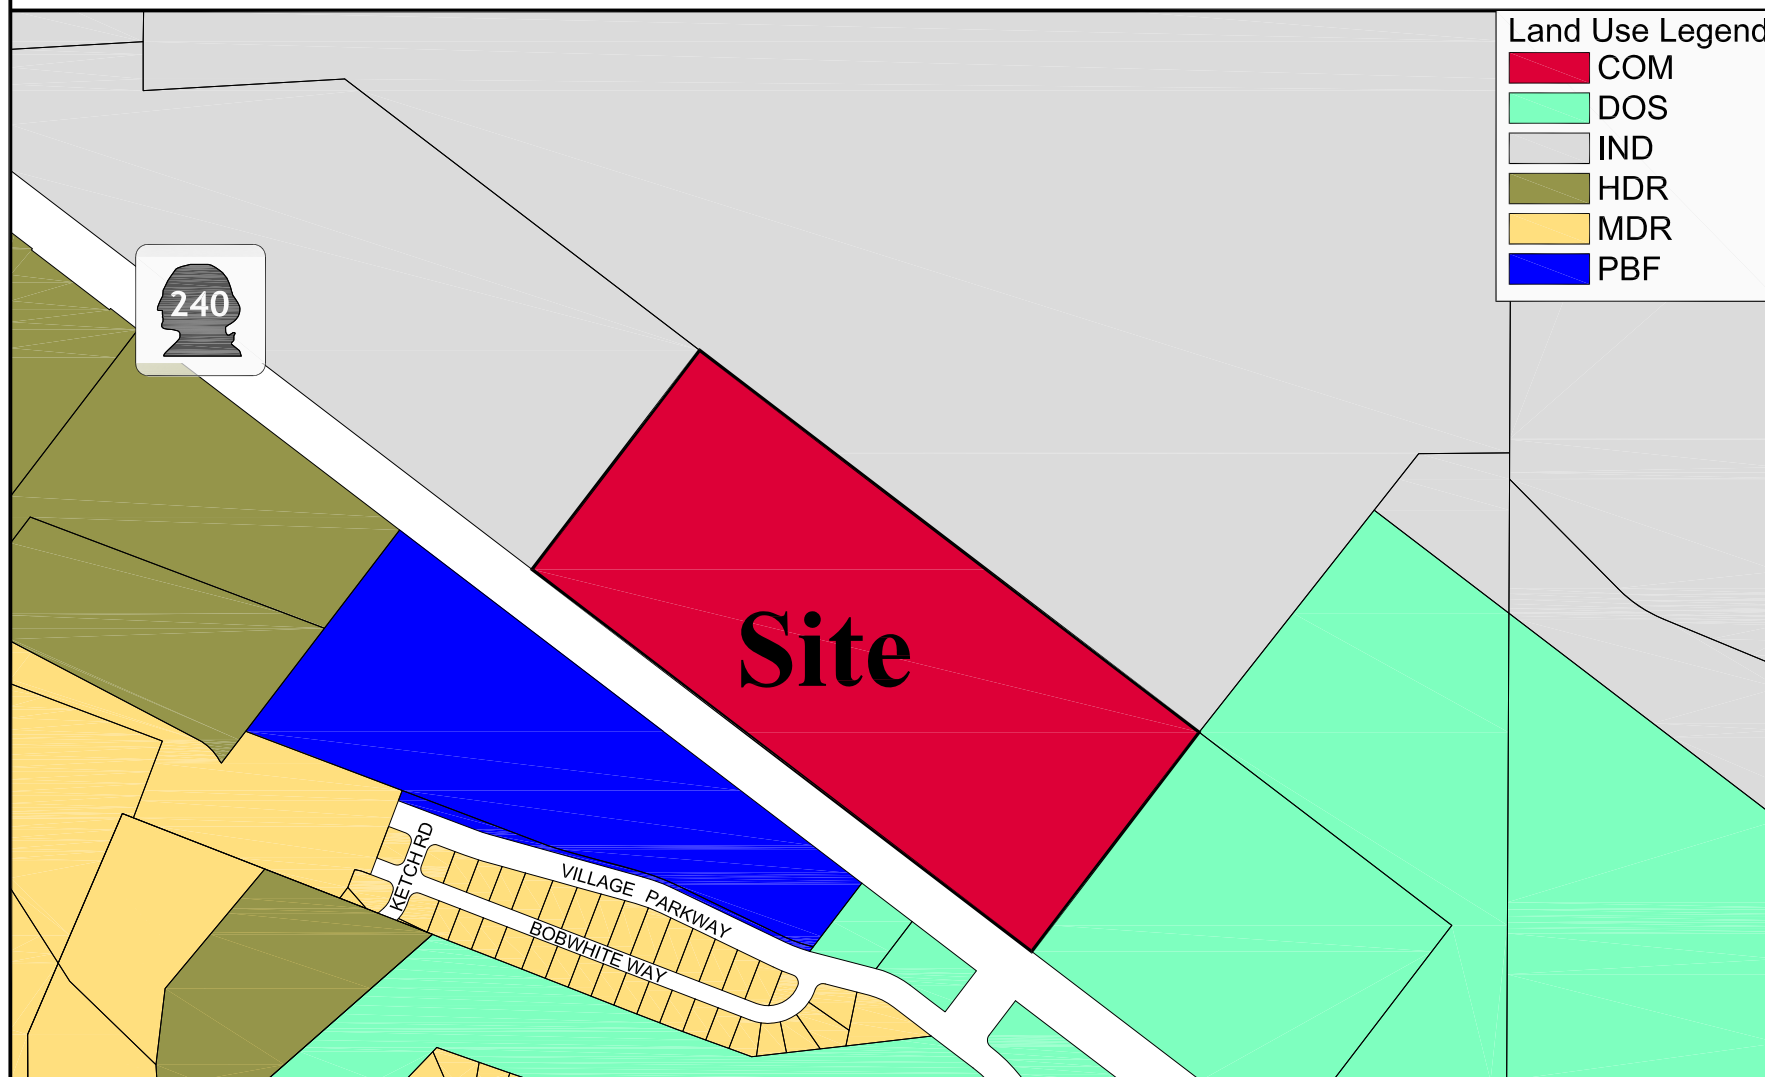 Land Use Legend
COM
DOS
IND
HDR
MDR
PBF
240
Site
KETCH RD
VILLAGE PARKWAY
BOBWHITE WAY